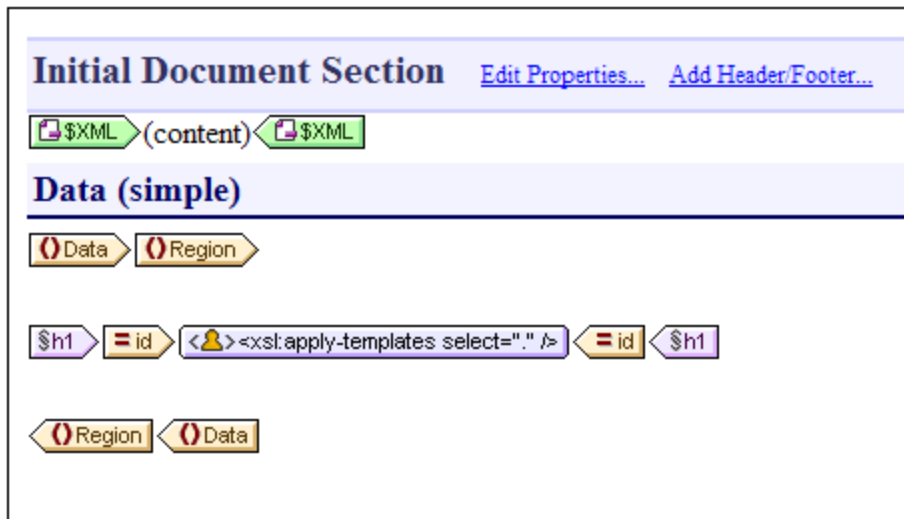 Initial Document Section Edit Properties... Add Header/Footer...
$XML (content) $XML
Data (simple)
() Data () Region
§h1 = id <><xsl:apply-templates select="." /> = id §h1
() Region () Data